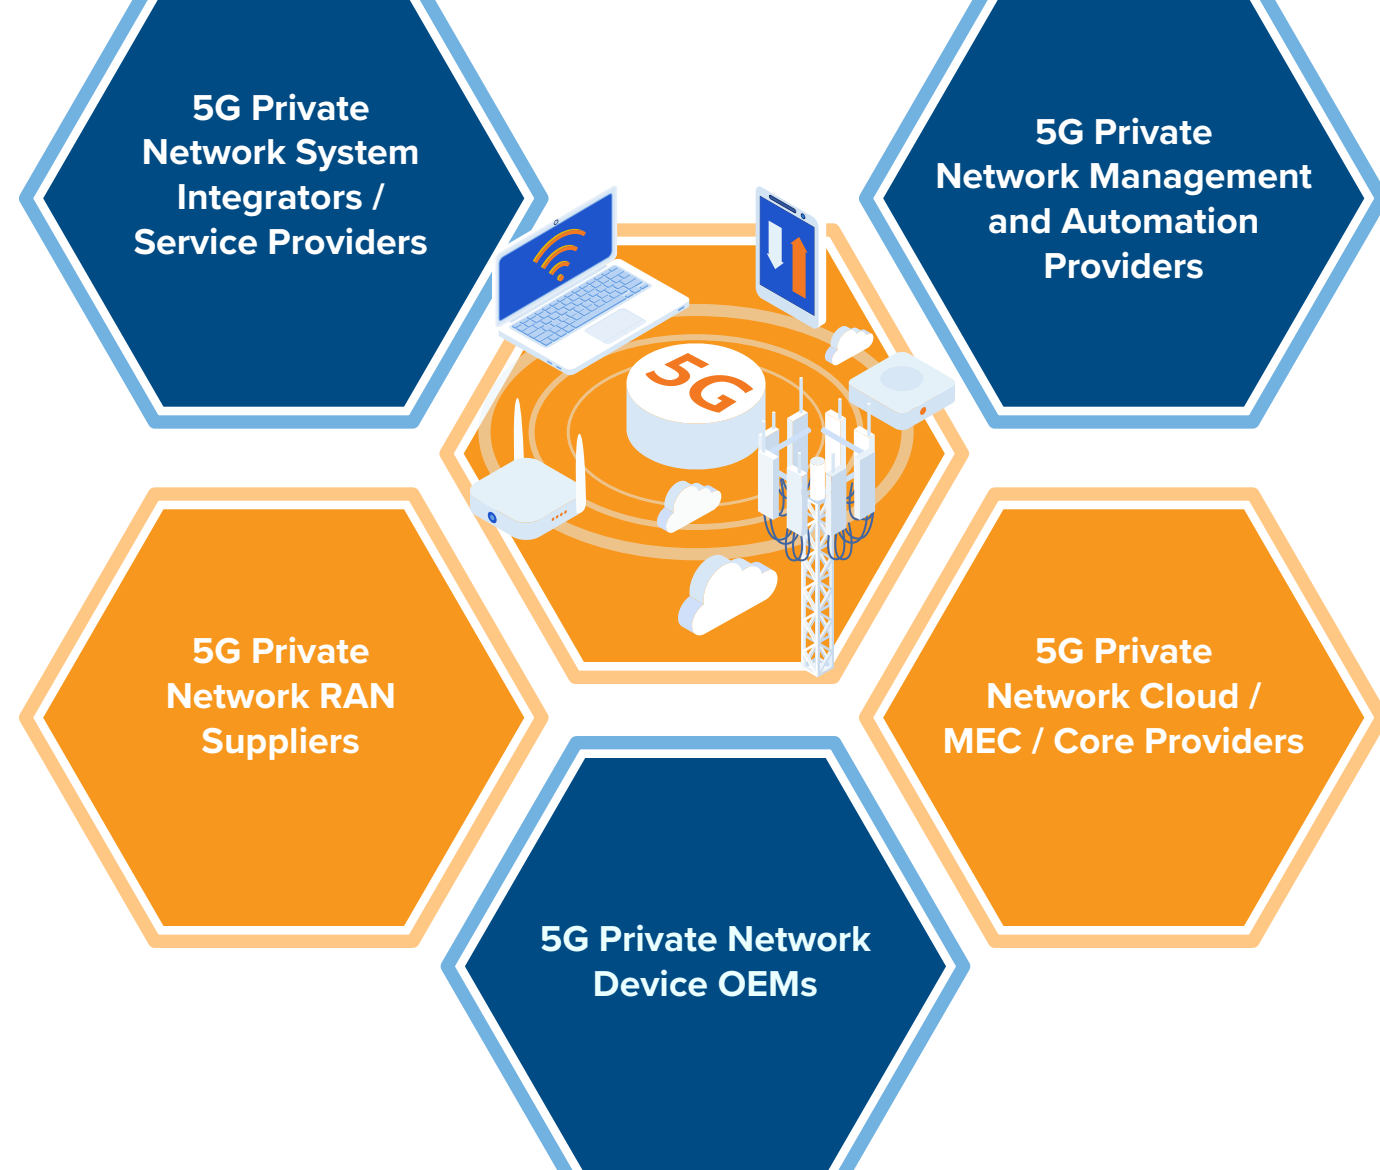 5G Private
Network System
Integrators /
Service Providers
5G Private
Network Management
and Automation
Providers
5G
5G Private
Network RAN
Suppliers
5G Private
Network Cloud /
MEC / Core Providers
5G Private Network
Device OEMs